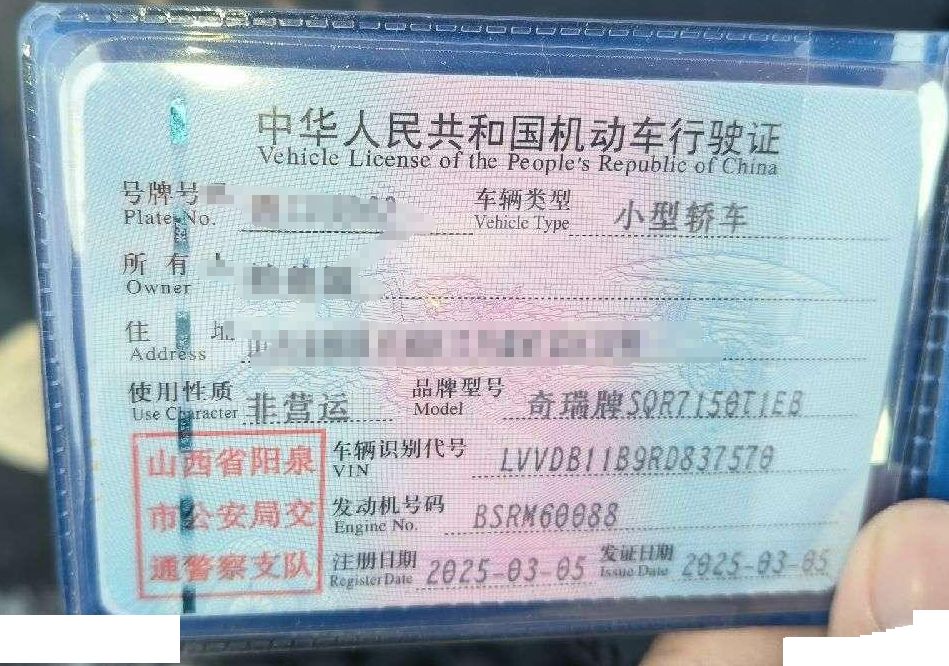 中华人民共和国机动车行驶证
Vehicle License of the People's Republic of China
号牌号
Plate No.
车辆类型 小型轿车
Vehicle Type
所有
Owner
住 地
Address
使用性质 非营运
Use Character
品牌型号 奇瑞牌SQR7150T1EB
Model
山西省阳泉
市公安局交
通警察支队
车辆识别代号 LVVDB11B9RD837570
VIN
发动机号码 BSRM60088
Engine No.
注册日期 2025-03-05
Register Date
发证日期 2025-03-05
Issue Date